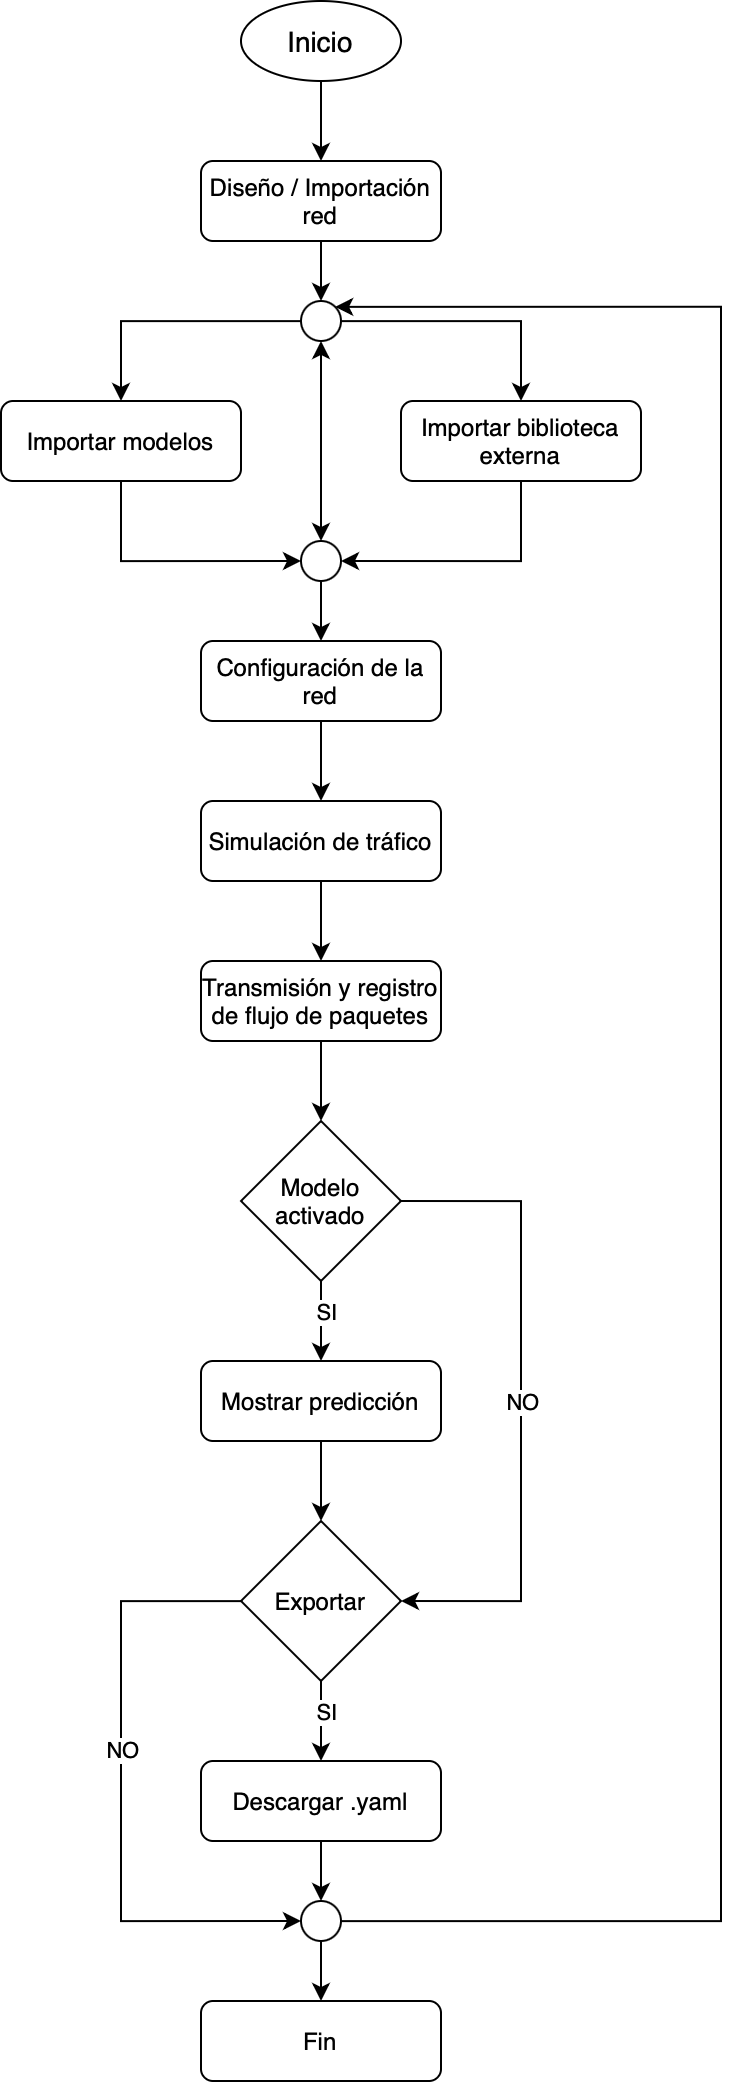 Inicio
Diseño / Importación
red
Importar modelos
Importar biblioteca
externa
Configuración de la
red
Simulación de tráfico
Transmisión y registro
de flujo de paquetes
Modelo
activado
SI
Mostrar predicción
NO
Exportar
SI
NO
Descargar .yaml
Fin